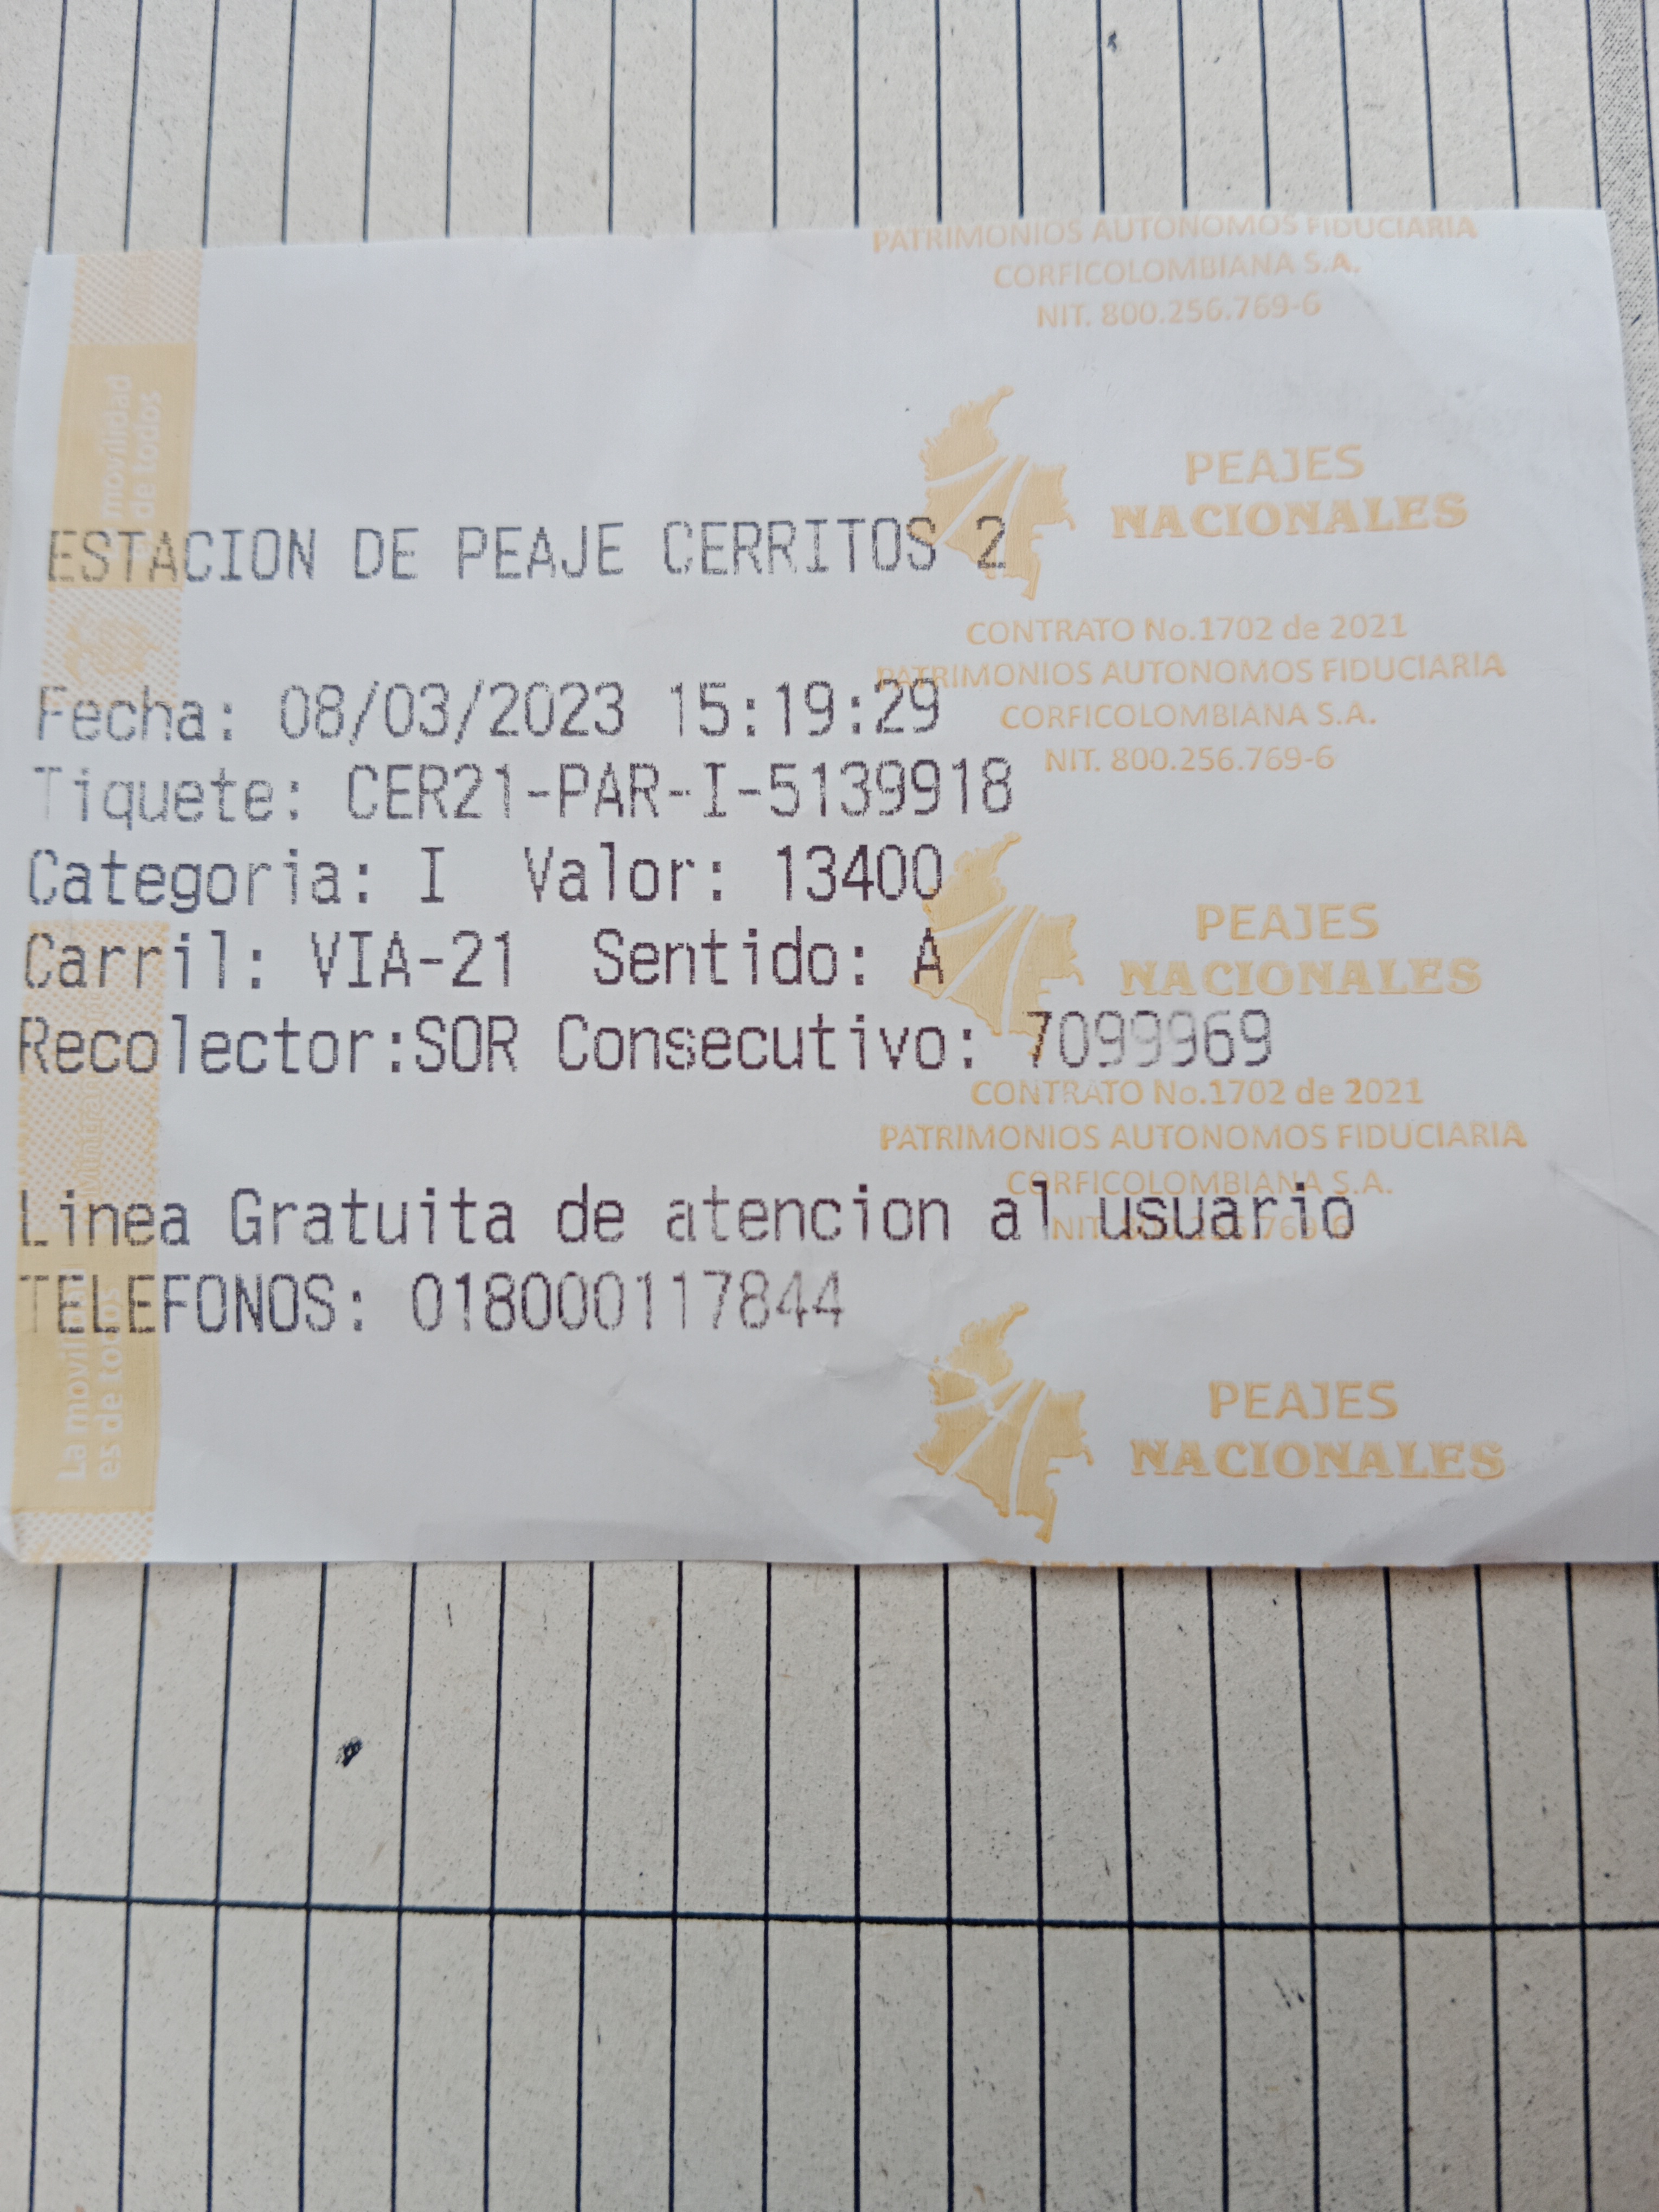 PATRIMONIOS AUTONOMOS FIDUCIARIA
CORFICOLOMBIANA S.A.
NIT. 800.256.769-6
movilidad
de todos
PEAJES
NACIONALES
ESTACION DE PEAJE CERRITOS 2
CONTRATO No.1702 de 2021
PATRIMONIOS AUTONOMOS FIDUCIARIA
CORFICOLOMBIANA S.A.
NIT. 800.256.769-6
Fecha: 08/03/2023 15:19:29
Tiquete: CER21-PAR-I-5139918
Categoria: I Valor: 13400
Carril: VIA-21 Sentido: A
Recolector:SOR Consecutivo: 7099969
PEAJES
NACIONALES
CONTRATO No.1702 de 2021
PATRIMONIOS AUTONOMOS FIDUCIARIA
CORFICOLOMBIANA S.A.
Linea Gratuita de atencion al usuario
TELEFONOS: 018000117844
La movilidad
es de todos
PEAJES
NACIONALES